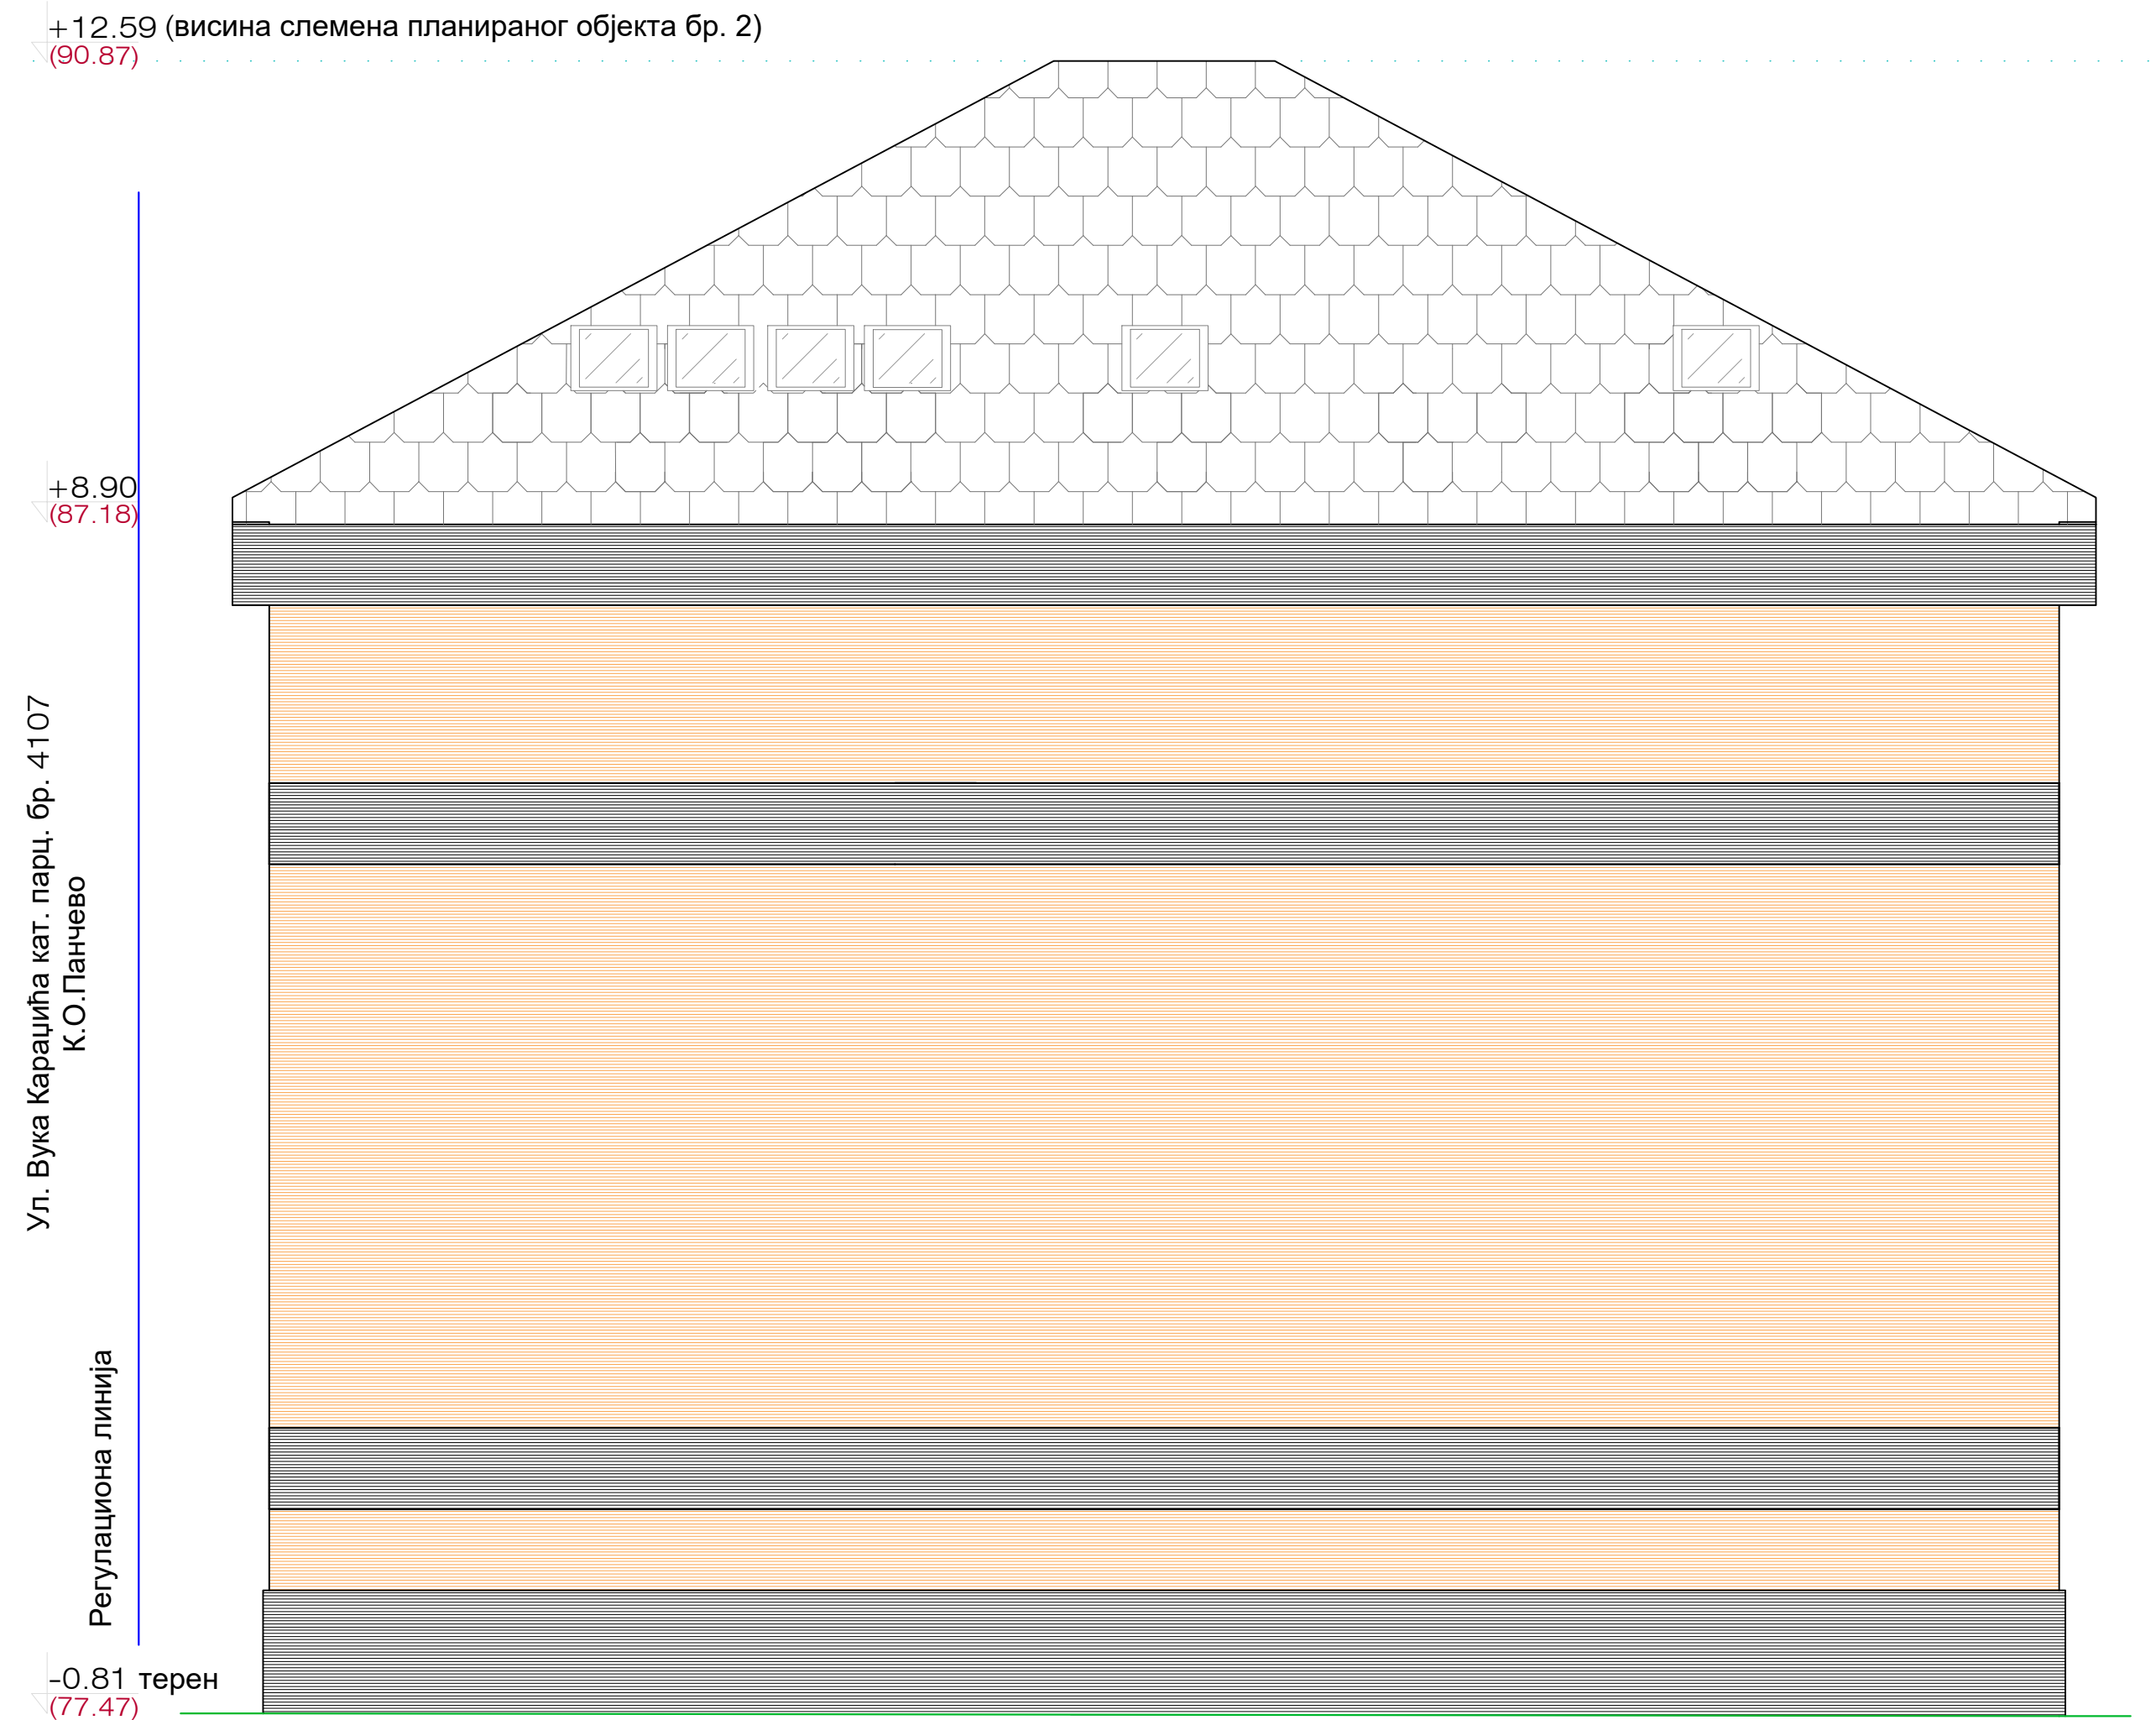 +12.59 (висина слемена планираног објекта бр. 2)
(90.87)
+8.90
(87.18)
Ул. Вука Караџића кат. парц. бр. 4107
К.О.Панчево
Регулациона линија
-0.81 терен
(77.47)